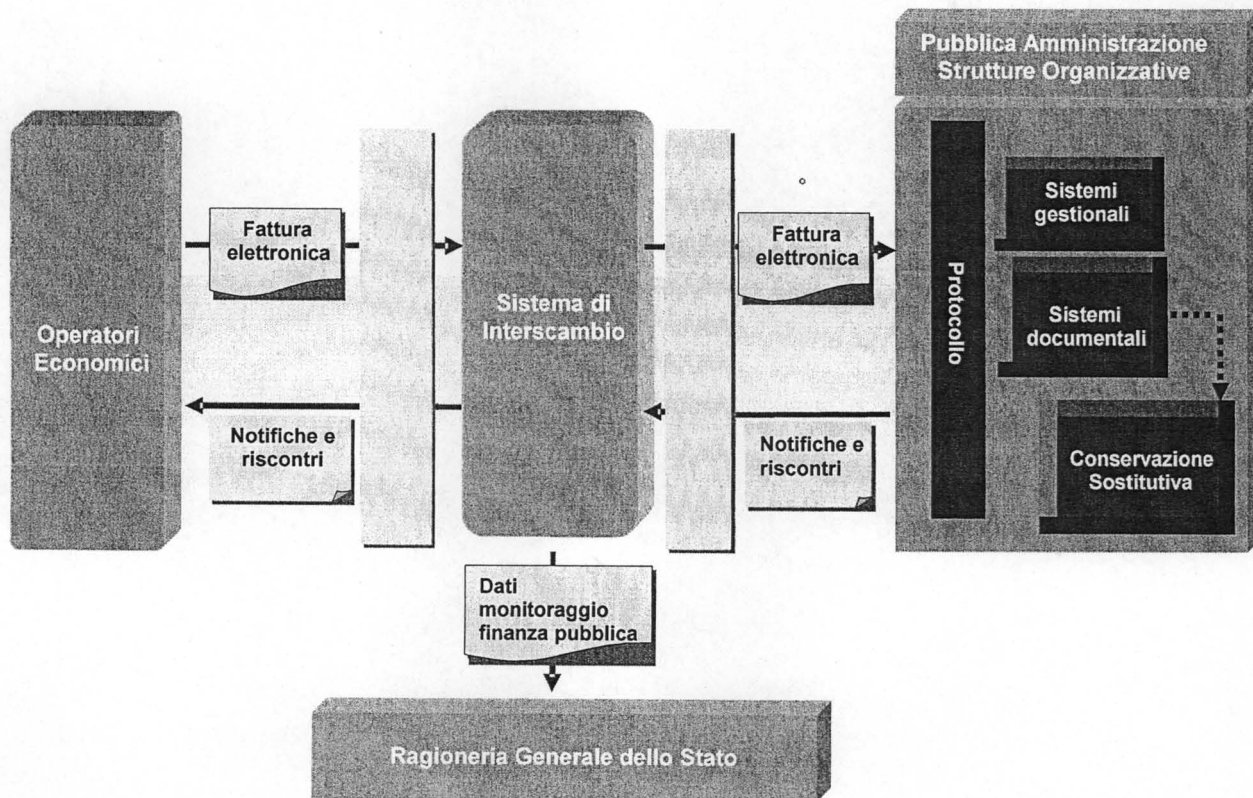 Pubblica Amministrazione
Strutture Organizzative
Operatori
Economici
Fattura
elettronica
Notifiche e
riscontri
Sistema di
Interscambio
Fattura
elettronica
Notifiche e
riscontri
Protocollo
Sistemi
gestionali
Sistemi
documentali
Conservazione
Sostitutiva
Dati
monitoraggio
finanza pubblica
Ragioneria Generale dello Stato